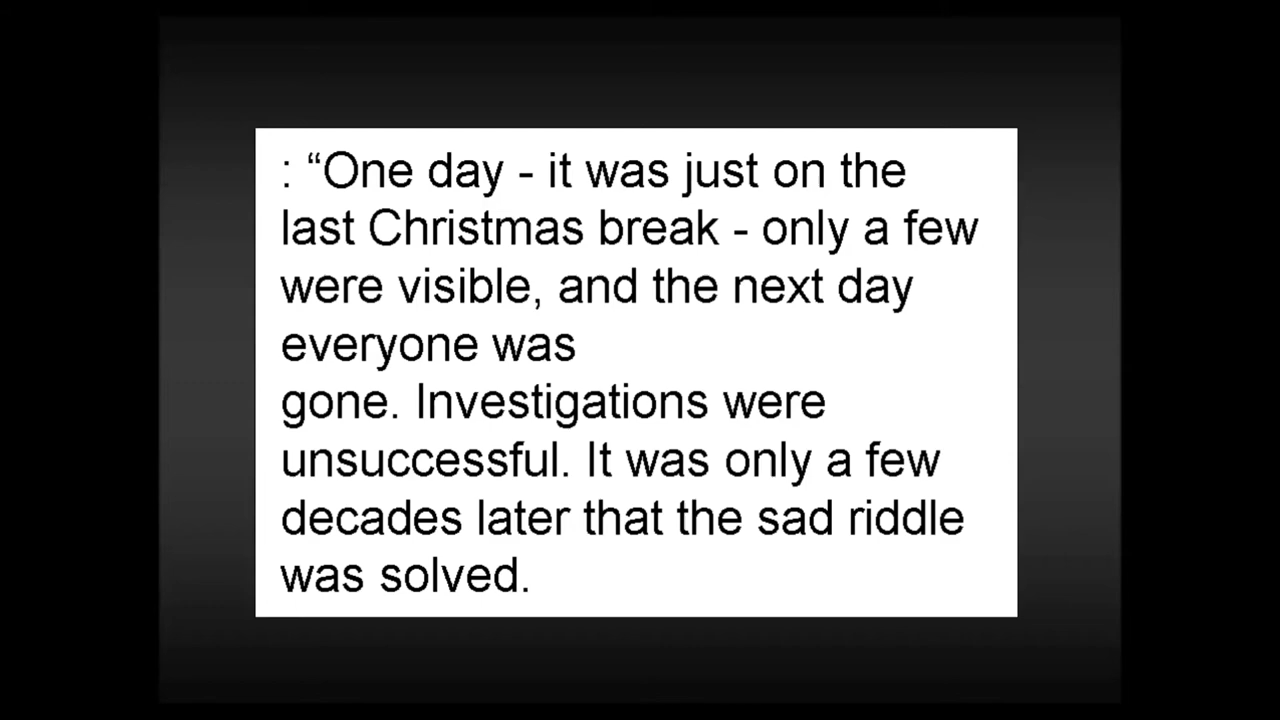 : “One day - it was just on the
last Christmas break - only a few
were visible, and the next day
everyone was
gone. Investigations were
unsuccessful. It was only a few
decades later that the sad riddle
was solved.